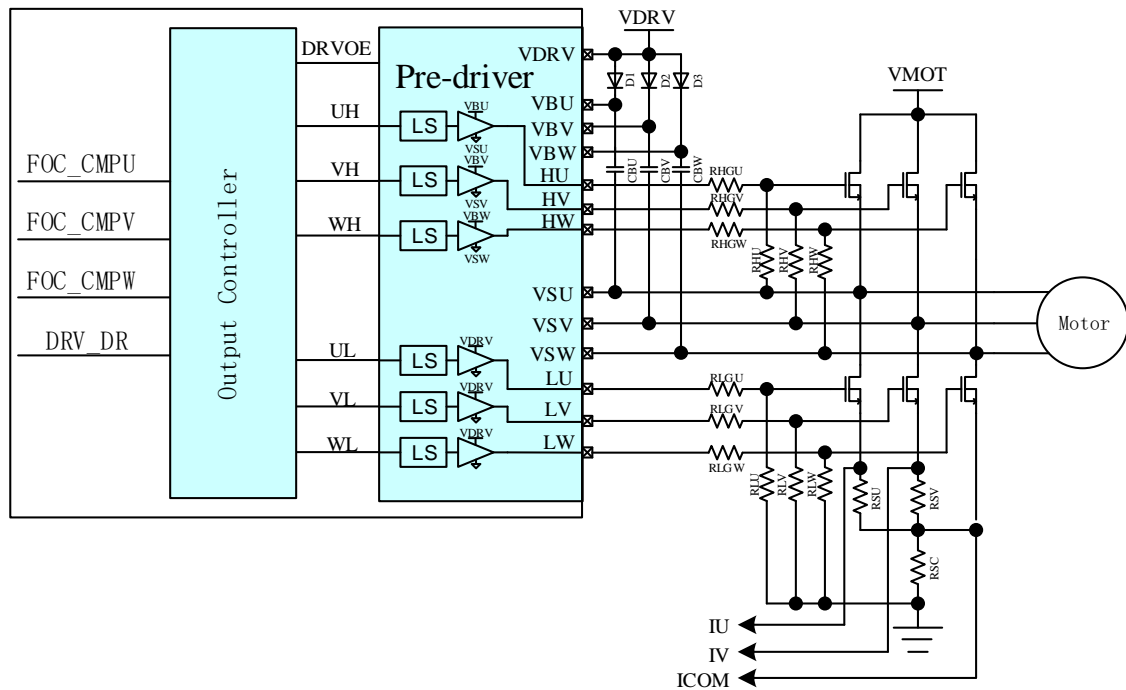 VDRV
DRVOE
VDRV
D1
D2
D3
VMOT
Pre-driver
VBU
UH
LS
VBU
VSU
VBV
VBW
CBU
CBV
CBW
FOC_CMPU
VH
LS
VBV
VSV
HU
RHGU
HV
RHGV
FOC_CMPV
WH
LS
VBW
VSW
HW
RHGW
Output Controller
RHU
RHV
RHW
FOC_CMPW
VSU
VSV
Motor
DRV_DR
VSW
UL
LS
VDRV
LU
RLGU
VL
LS
VDRV
LV
RLGV
WL
LS
VDRV
LW
RLGW
RLU
RLV
RLW
RSU
RSV
RSC
IU
IV
ICOM